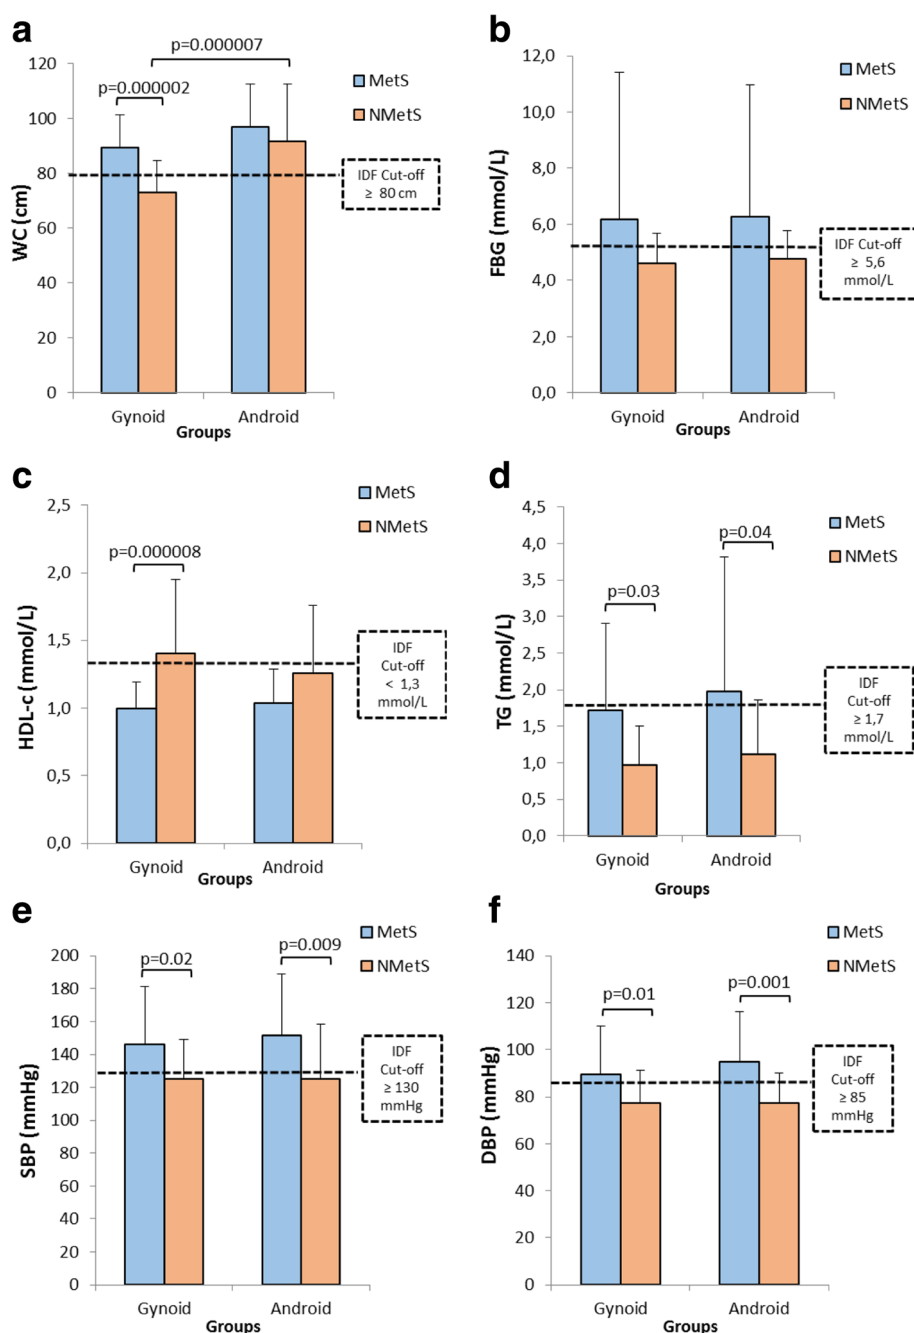 a
p=0.000007
p=0.000002
120
100
80
60
40
20
0
WC (cm)
MetS
NMetS
IDF Cut-off
≥ 80 cm
Gynoid
Android
Groups
b
12,0
10,0
8,0
6,0
4,0
2,0
0,0
FBG (mmol/L)
MetS
NMetS
IDF Cut-off
≥ 5,6
mmol/L
Gynoid
Android
Groups
c
2,5
2,0
1,5
1,0
0,5
0,0
HDL-c (mmol/L)
p=0.000008
MetS
NMetS
IDF
Cut-off
< 1,3
mmol/L
Gynoid
Android
Groups
d
4,5
4,0
3,5
3,0
2,5
2,0
1,5
1,0
0,5
0,0
TG (mmol/L)
p=0.03
p=0.04
MetS
NMetS
IDF
Cut-off
≥ 1,7
mmol/L
Gynoid
Android
Groups
e
200
180
160
140
120
100
80
60
40
20
0
SBP (mmHg)
p=0.02
p=0.009
MetS
NMetS
IDF
Cut-off
≥ 130
mmHg
Gynoid
Android
Groups
f
140
120
100
80
60
40
20
0
DBP (mmHg)
p=0.01
p=0.001
MetS
NMetS
IDF
Cut-off
≥ 85
mmHg
Gynoid
Android
Groups